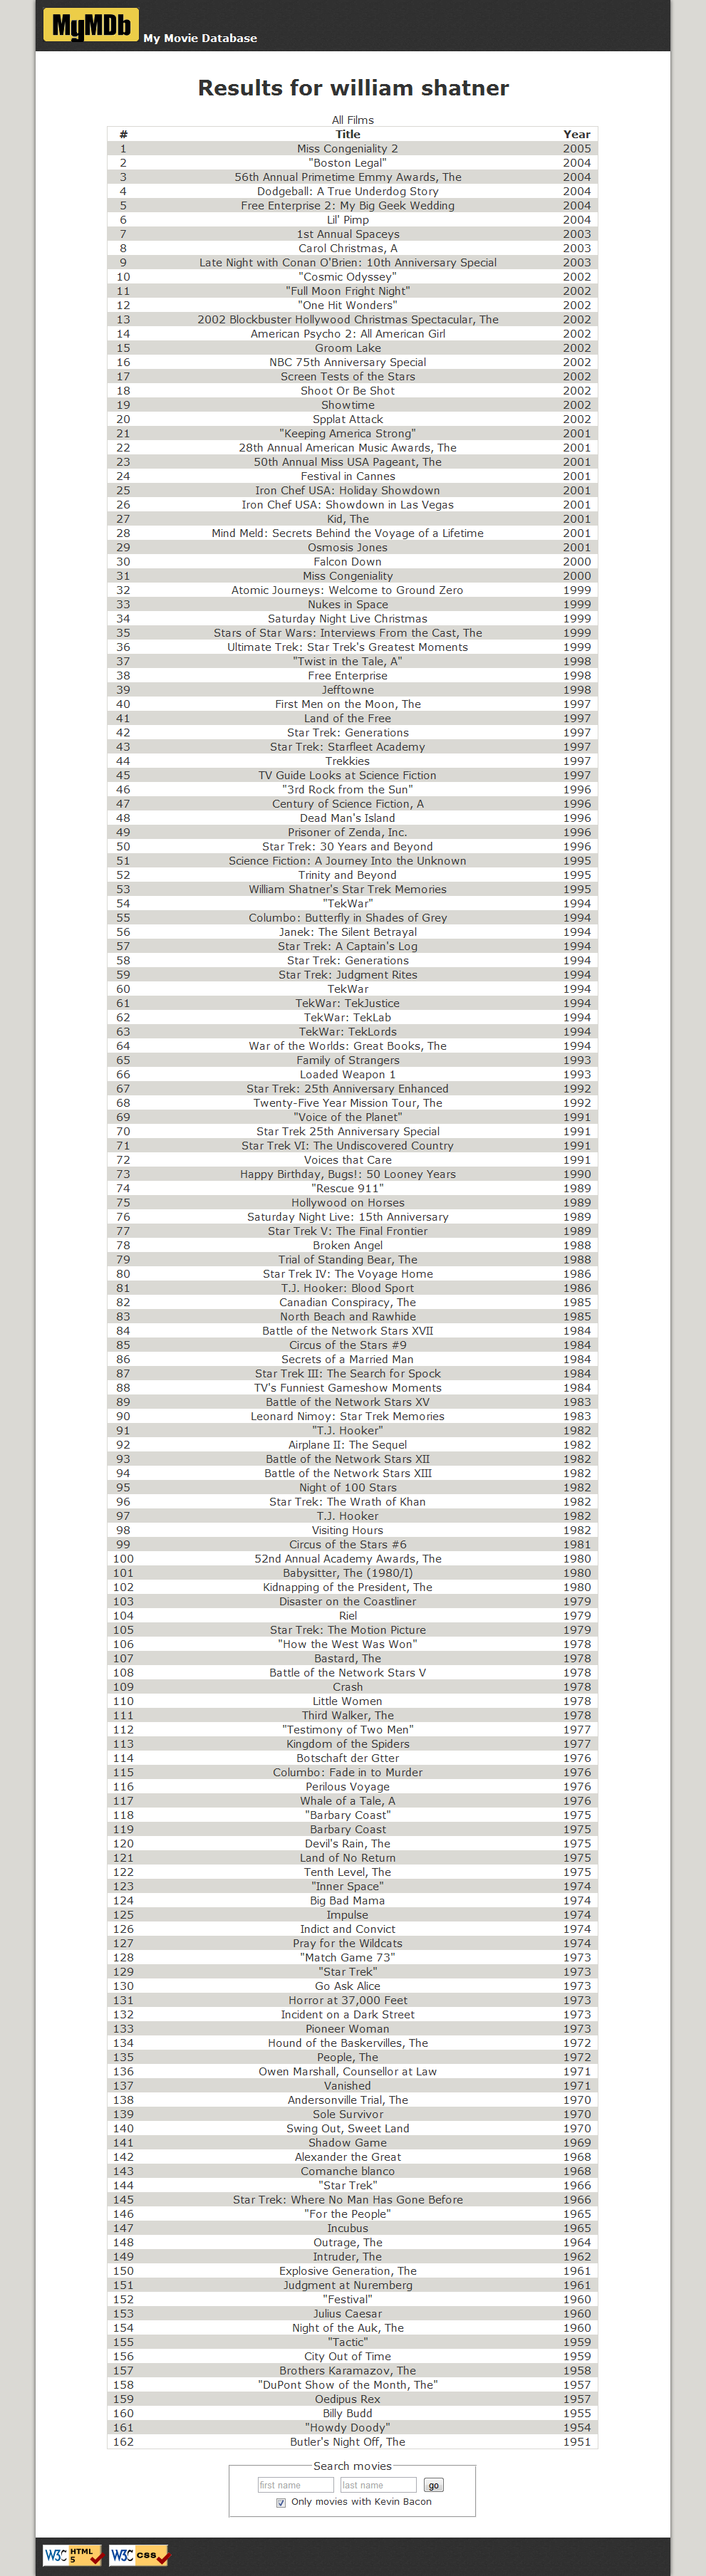 MyMDb My Movie Database
Results for william shatner
All Films
# Title Year
1 Miss Congeniality 2 2005
2 "Boston Legal" 2004
3 56th Annual Primetime Emmy Awards, The 2004
4 Dodgeball: A True Underdog Story 2004
5 Free Enterprise 2: My Big Geek Wedding 2004
6 Lil' Pimp 2004
7 1st Annual Spaceys 2003
8 Carol Christmas, A 2003
9 Late Night with Conan O'Brien: 10th Anniversary Special 2003
10 "Cosmic Odyssey" 2002
11 "Full Moon Fright Night" 2002
12 "One Hit Wonders" 2002
13 2002 Blockbuster Hollywood Christmas Spectacular, The 2002
14 American Psycho 2: All American Girl 2002
15 Groom Lake 2002
16 NBC 75th Anniversary Special 2002
17 Screen Tests of the Stars 2002
18 Shoot Or Be Shot 2002
19 Showtime 2002
20 Spplat Attack 2002
21 "Keeping America Strong" 2001
22 28th Annual American Music Awards, The 2001
23 50th Annual Miss USA Pageant, The 2001
24 Festival in Cannes 2001
25 Iron Chef USA: Holiday Showdown 2001
26 Iron Chef USA: Showdown in Las Vegas 2001
27 Kid, The 2001
28 Mind Meld: Secrets Behind the Voyage of a Lifetime 2001
29 Osmosis Jones 2001
30 Falcon Down 2000
31 Miss Congeniality 2000
32 Atomic Journeys: Welcome to Ground Zero 1999
33 Nukes in Space 1999
34 Saturday Night Live Christmas 1999
35 Stars of Star Wars: Interviews From the Cast, The 1999
36 Ultimate Trek: Star Trek's Greatest Moments 1999
37 "Twist in the Tale, A" 1998
38 Free Enterprise 1998
39 Jefftowne 1998
40 First Men on the Moon, The 1997
41 Land of the Free 1997
42 Star Trek: Generations 1997
43 Star Trek: Starfleet Academy 1997
44 Trekkies 1997
45 TV Guide Looks at Science Fiction 1997
46 "3rd Rock from the Sun" 1996
47 Century of Science Fiction, A 1996
48 Dead Man's Island 1996
49 Prisoner of Zenda, Inc. 1996
50 Star Trek: 30 Years and Beyond 1996
51 Science Fiction: A Journey Into the Unknown 1995
52 Trinity and Beyond 1995
53 William Shatner's Star Trek Memories 1995
54 "TekWar" 1994
55 Columbo: Butterfly in Shades of Grey 1994
56 Janek: The Silent Betrayal 1994
57 Star Trek: A Captain's Log 1994
58 Star Trek: Generations 1994
59 Star Trek: Judgment Rites 1994
60 TekWar 1994
61 TekWar: TekJustice 1994
62 TekWar: TekLab 1994
63 TekWar: TekLords 1994
64 War of the Worlds: Great Books, The 1994
65 Family of Strangers 1993
66 Loaded Weapon 1 1993
67 Star Trek: 25th Anniversary Enhanced 1992
68 Twenty-Five Year Mission Tour, The 1992
69 "Voice of the Planet" 1991
70 Star Trek 25th Anniversary Special 1991
71 Star Trek VI: The Undiscovered Country 1991
72 Voices that Care 1991
73 Happy Birthday, Bugs!: 50 Looney Years 1990
74 "Rescue 911" 1989
75 Hollywood on Horses 1989
76 Saturday Night Live: 15th Anniversary 1989
77 Star Trek V: The Final Frontier 1989
78 Broken Angel 1988
79 Trial of Standing Bear, The 1988
80 Star Trek IV: The Voyage Home 1986
81 T.J. Hooker: Blood Sport 1986
82 Canadian Conspiracy, The 1985
83 North Beach and Rawhide 1985
84 Battle of the Network Stars XVII 1984
85 Circus of the Stars #9 1984
86 Secrets of a Married Man 1984
87 Star Trek III: The Search for Spock 1984
88 TV's Funniest Gameshow Moments 1984
89 Battle of the Network Stars XV 1983
90 Leonard Nimoy: Star Trek Memories 1983
91 "T.J. Hooker" 1982
92 Airplane II: The Sequel 1982
93 Battle of the Network Stars XII 1982
94 Battle of the Network Stars XIII 1982
95 Night of 100 Stars 1982
96 Star Trek: The Wrath of Khan 1982
97 T.J. Hooker 1982
98 Visiting Hours 1982
99 Circus of the Stars #6 1981
100 52nd Annual Academy Awards, The 1980
101 Babysitter, The (1980/I) 1980
102 Kidnapping of the President, The 1980
103 Disaster on the Coastliner 1979
104 Riel 1979
105 Star Trek: The Motion Picture 1979
106 "How the West Was Won" 1978
107 Bastard, The 1978
108 Battle of the Network Stars V 1978
109 Crash 1978
110 Little Women 1978
111 Third Walker, The 1978
112 "Testimony of Two Men" 1977
113 Kingdom of the Spiders 1977
114 Botschaft der Gtter 1976
115 Columbo: Fade in to Murder 1976
116 Perilous Voyage 1976
117 Whale of a Tale, A 1976
118 "Barbary Coast" 1975
119 Barbary Coast 1975
120 Devil's Rain, The 1975
121 Land of No Return 1975
122 Tenth Level, The 1975
123 "Inner Space" 1974
124 Big Bad Mama 1974
125 Impulse 1974
126 Indict and Convict 1974
127 Pray for the Wildcats 1974
128 "Match Game 73" 1973
129 "Star Trek" 1973
130 Go Ask Alice 1973
131 Horror at 37,000 Feet 1973
132 Incident on a Dark Street 1973
133 Pioneer Woman 1973
134 Hound of the Baskervilles, The 1972
135 People, The 1972
136 Owen Marshall, Counsellor at Law 1971
137 Vanished 1971
138 Andersonville Trial, The 1970
139 Sole Survivor 1970
140 Swing Out, Sweet Land 1970
141 Shadow Game 1969
142 Alexander the Great 1968
143 Comanche blanco 1968
144 "Star Trek" 1966
145 Star Trek: Where No Man Has Gone Before 1966
146 "For the People" 1965
147 Incubus 1965
148 Outrage, The 1964
149 Intruder, The 1962
150 Explosive Generation, The 1961
151 Judgment at Nuremberg 1961
152 "Festival" 1960
153 Julius Caesar 1960
154 Night of the Auk, The 1960
155 "Tactic" 1959
156 City Out of Time 1959
157 Brothers Karamazov, The 1958
158 "DuPont Show of the Month, The" 1957
159 Oedipus Rex 1957
160 Billy Budd 1955
161 "Howdy Doody" 1954
162 Butler's Night Off, The 1951
Search movies
first name last name go
Only movies with Kevin Bacon
W3C HTML 5 W3C css